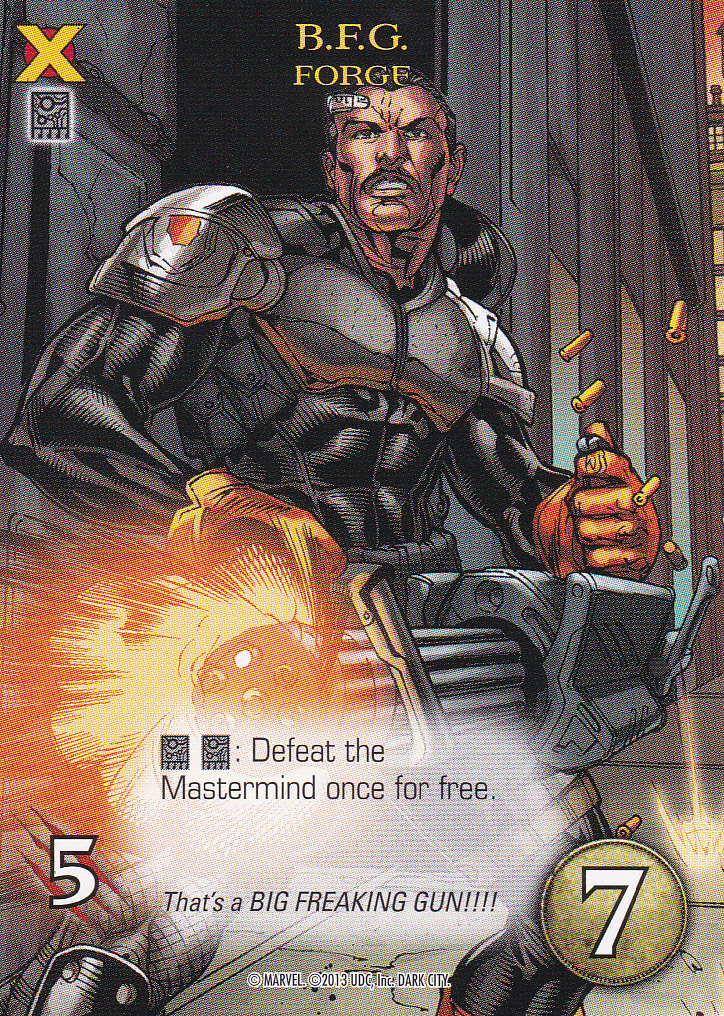 B.F.G.
FORGE
: Defeat the
Mastermind once for free.
5
That's a BIG FREAKING GUN!!!!
7
© MARVEL. ©2013 UDC, Inc. DARK CITY.